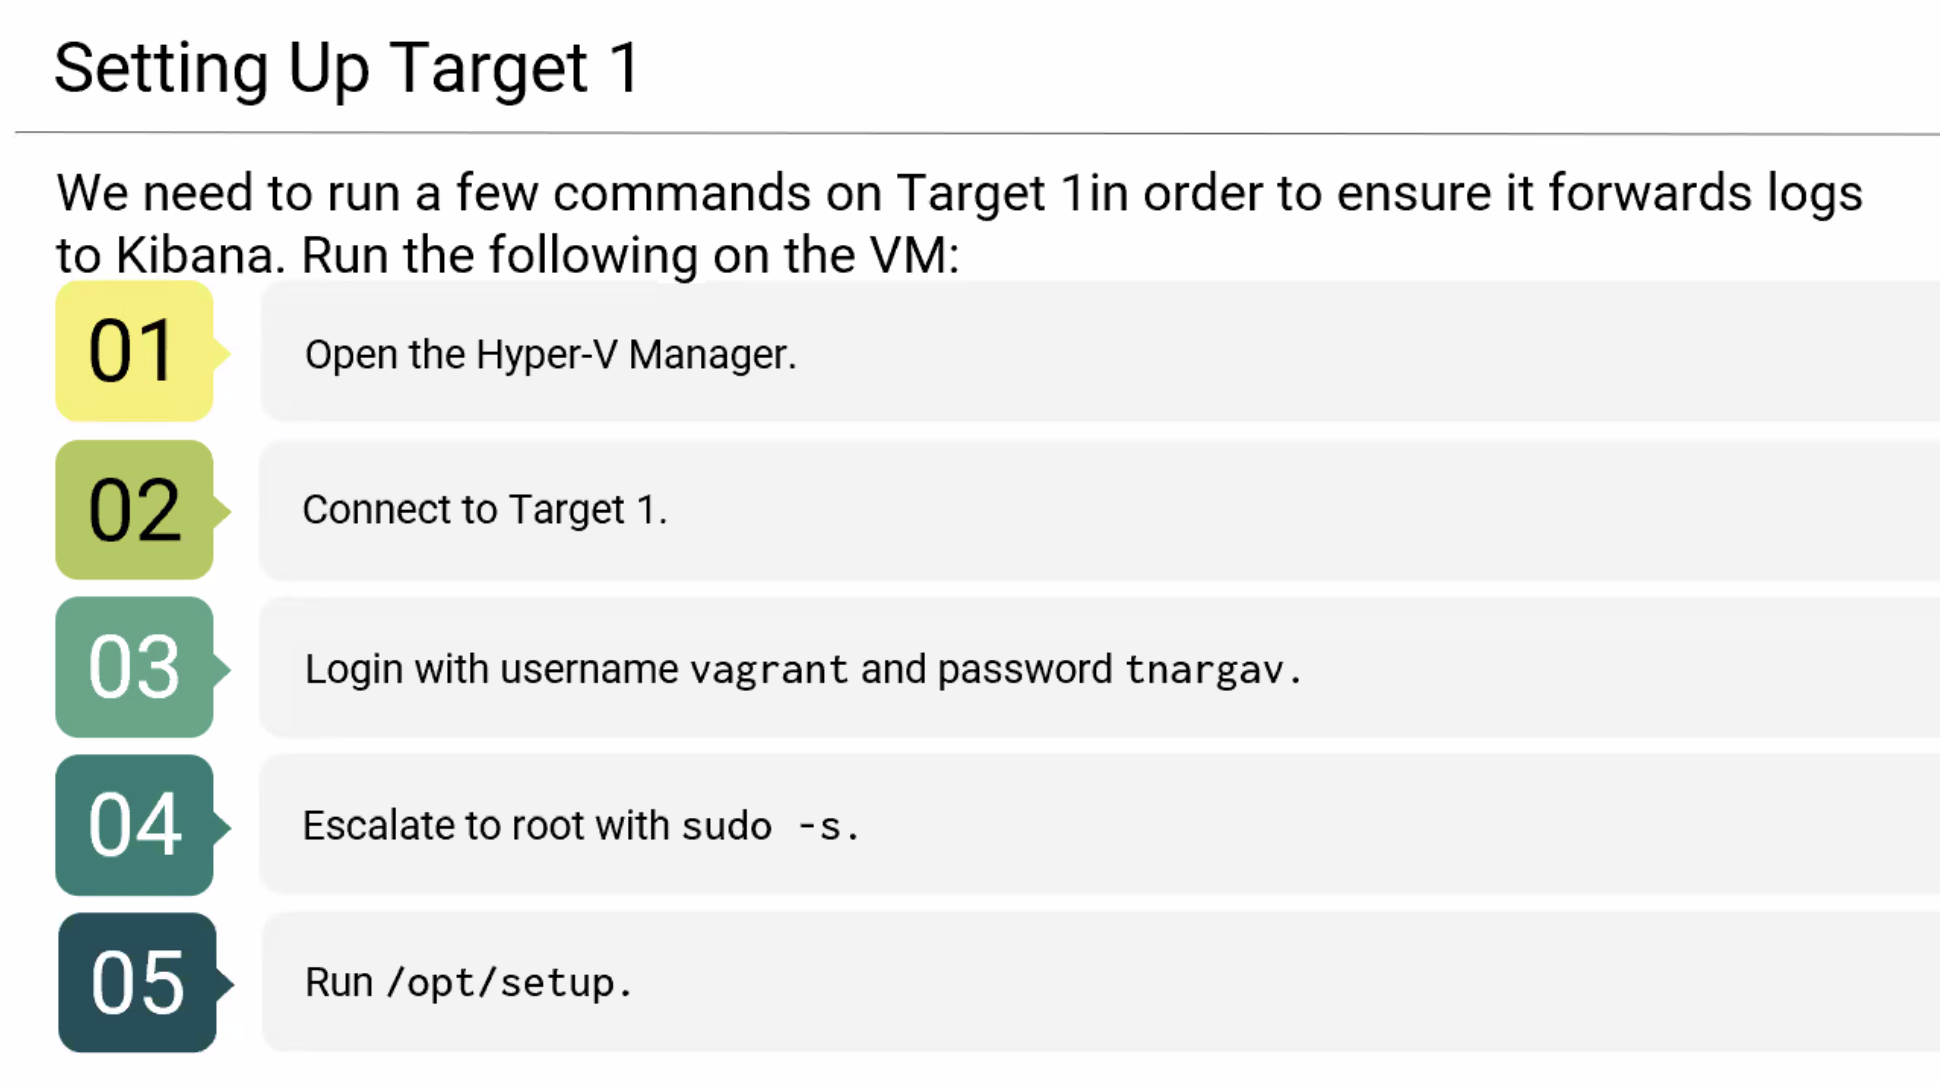 Setting Up Target 1
We need to run a few commands on Target 1in order to ensure it forwards logs
to Kibana. Run the following on the VM:
01
Open the Hyper-V Manager.
02
Connect to Target 1.
03
Login with username vagrant and password tnargav.
04
Escalate to root with sudo -s.
05
Run /opt/setup.